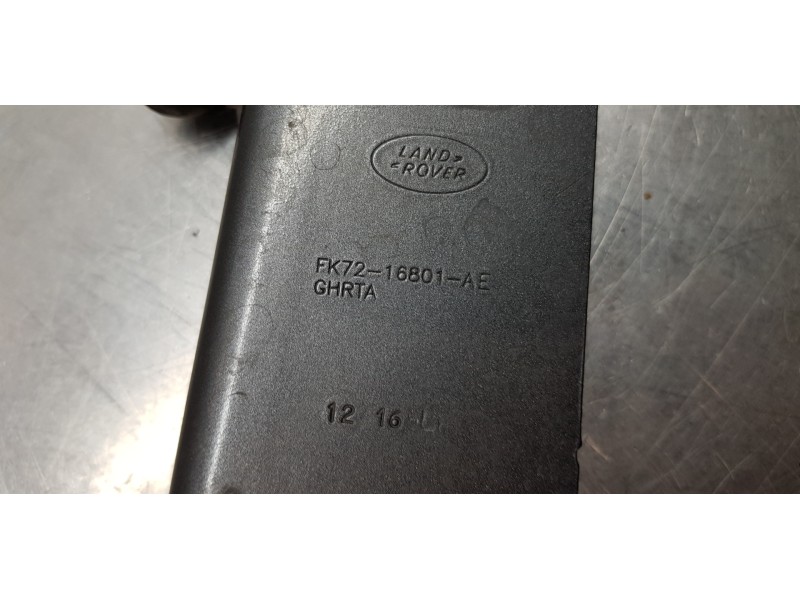 LAND
ROVER
FK72-16801-AE
GHRTA
12 16